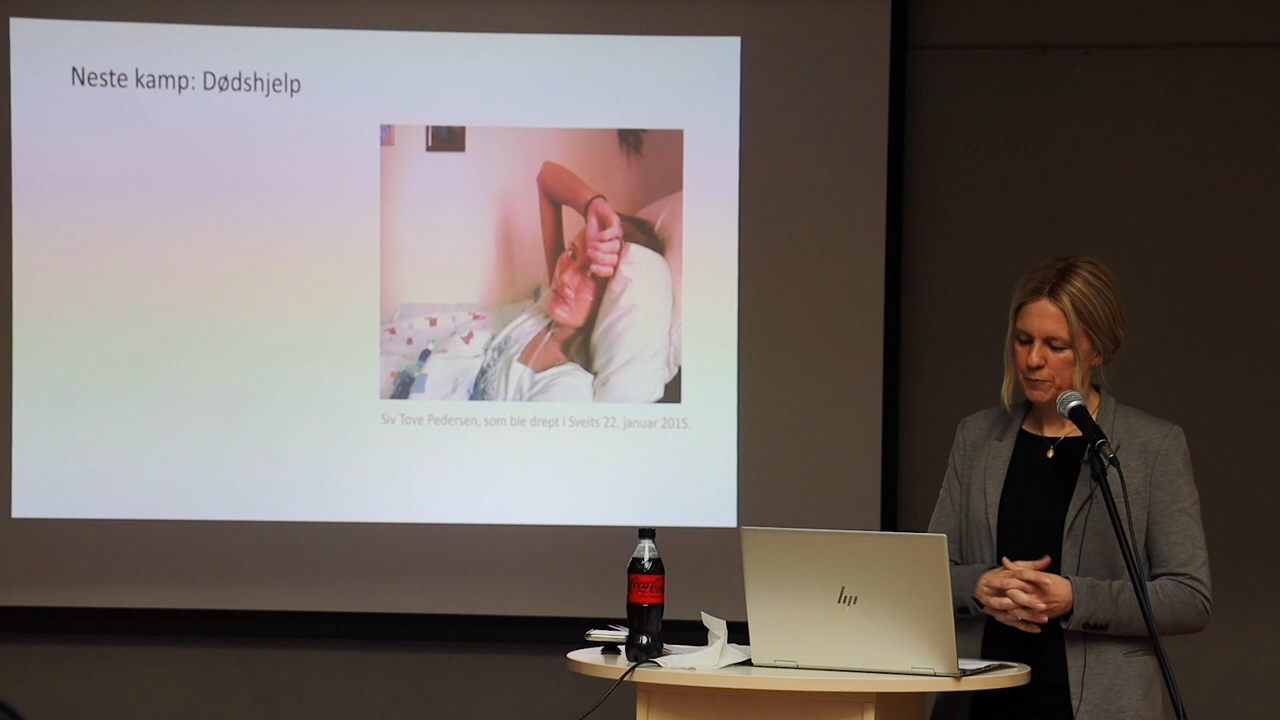 Neste kamp: Dødshjelp
Siv Tove Pedersen, som ble drept i Sveits 22. januar 2015.
Coca-Cola
hp